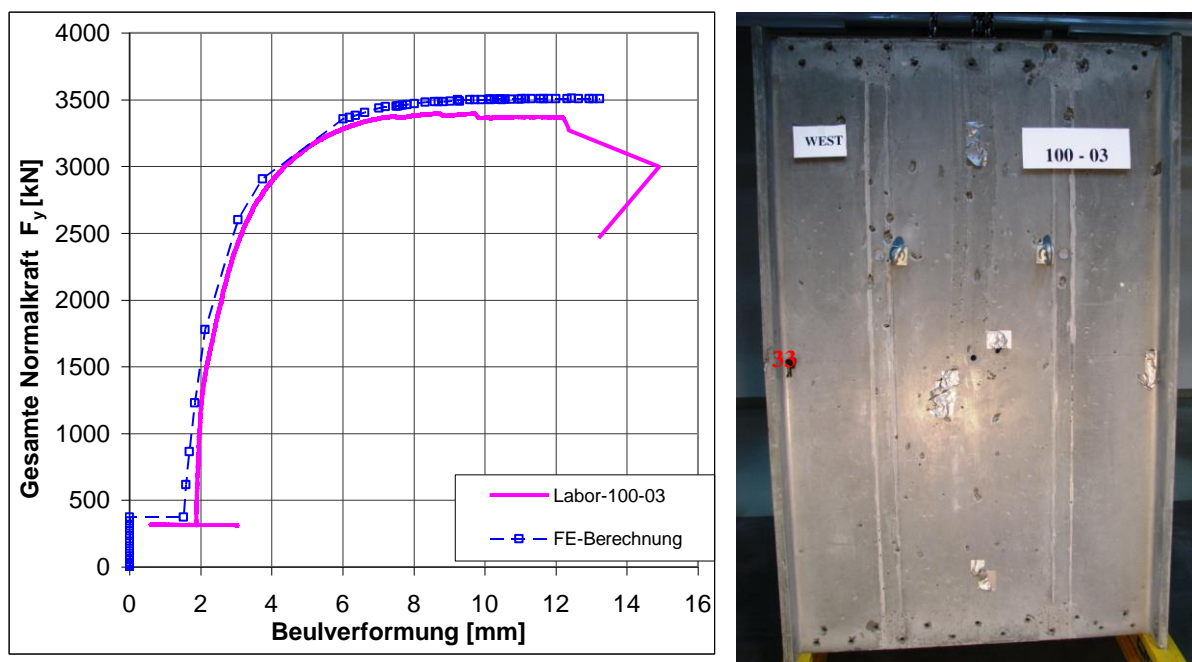 4000
3500
3000
2500
2000
1500
1000
500
0
0 2 4 6 8 10 12 14 16
Gesamte Normalkraft Fy [kN]
Beulverformung [mm]
Labor-100-03
FE-Berechnung
WEST
100 - 03
33